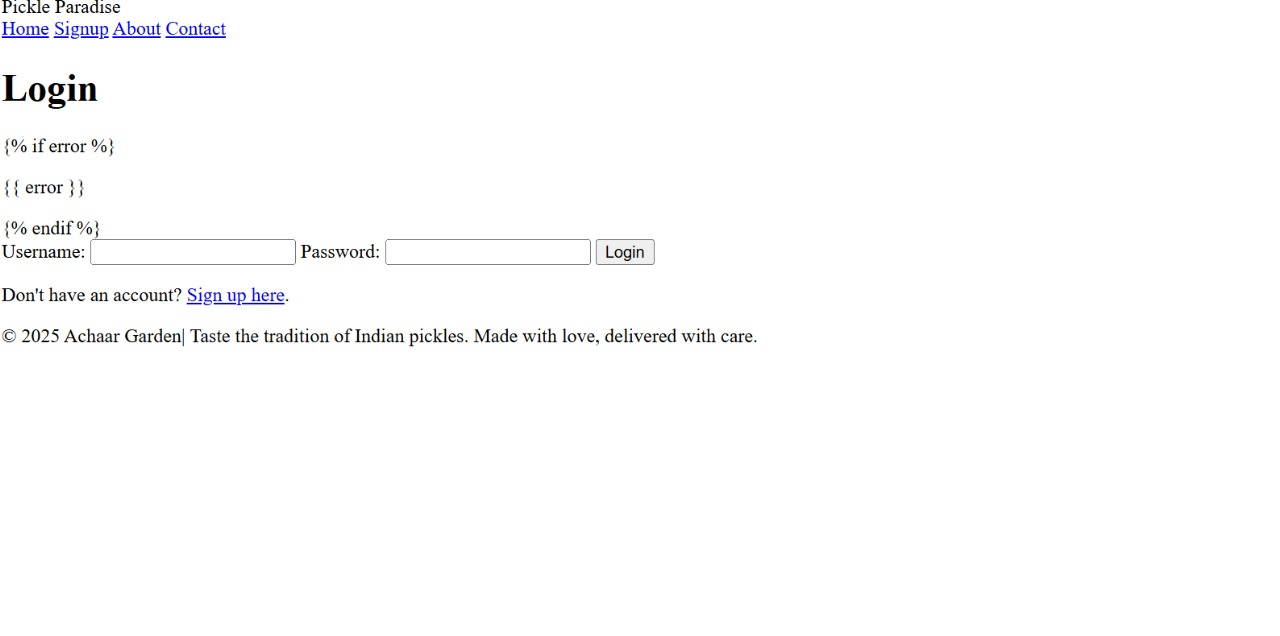 Pickle Paradise
Home Signup About Contact
Login
{% if error %}
{{ error }}
{% endif %}
Username: Password: Login
Don't have an account? Sign up here.
© 2025 Achaar Garden| Taste the tradition of Indian pickles. Made with love, delivered with care.